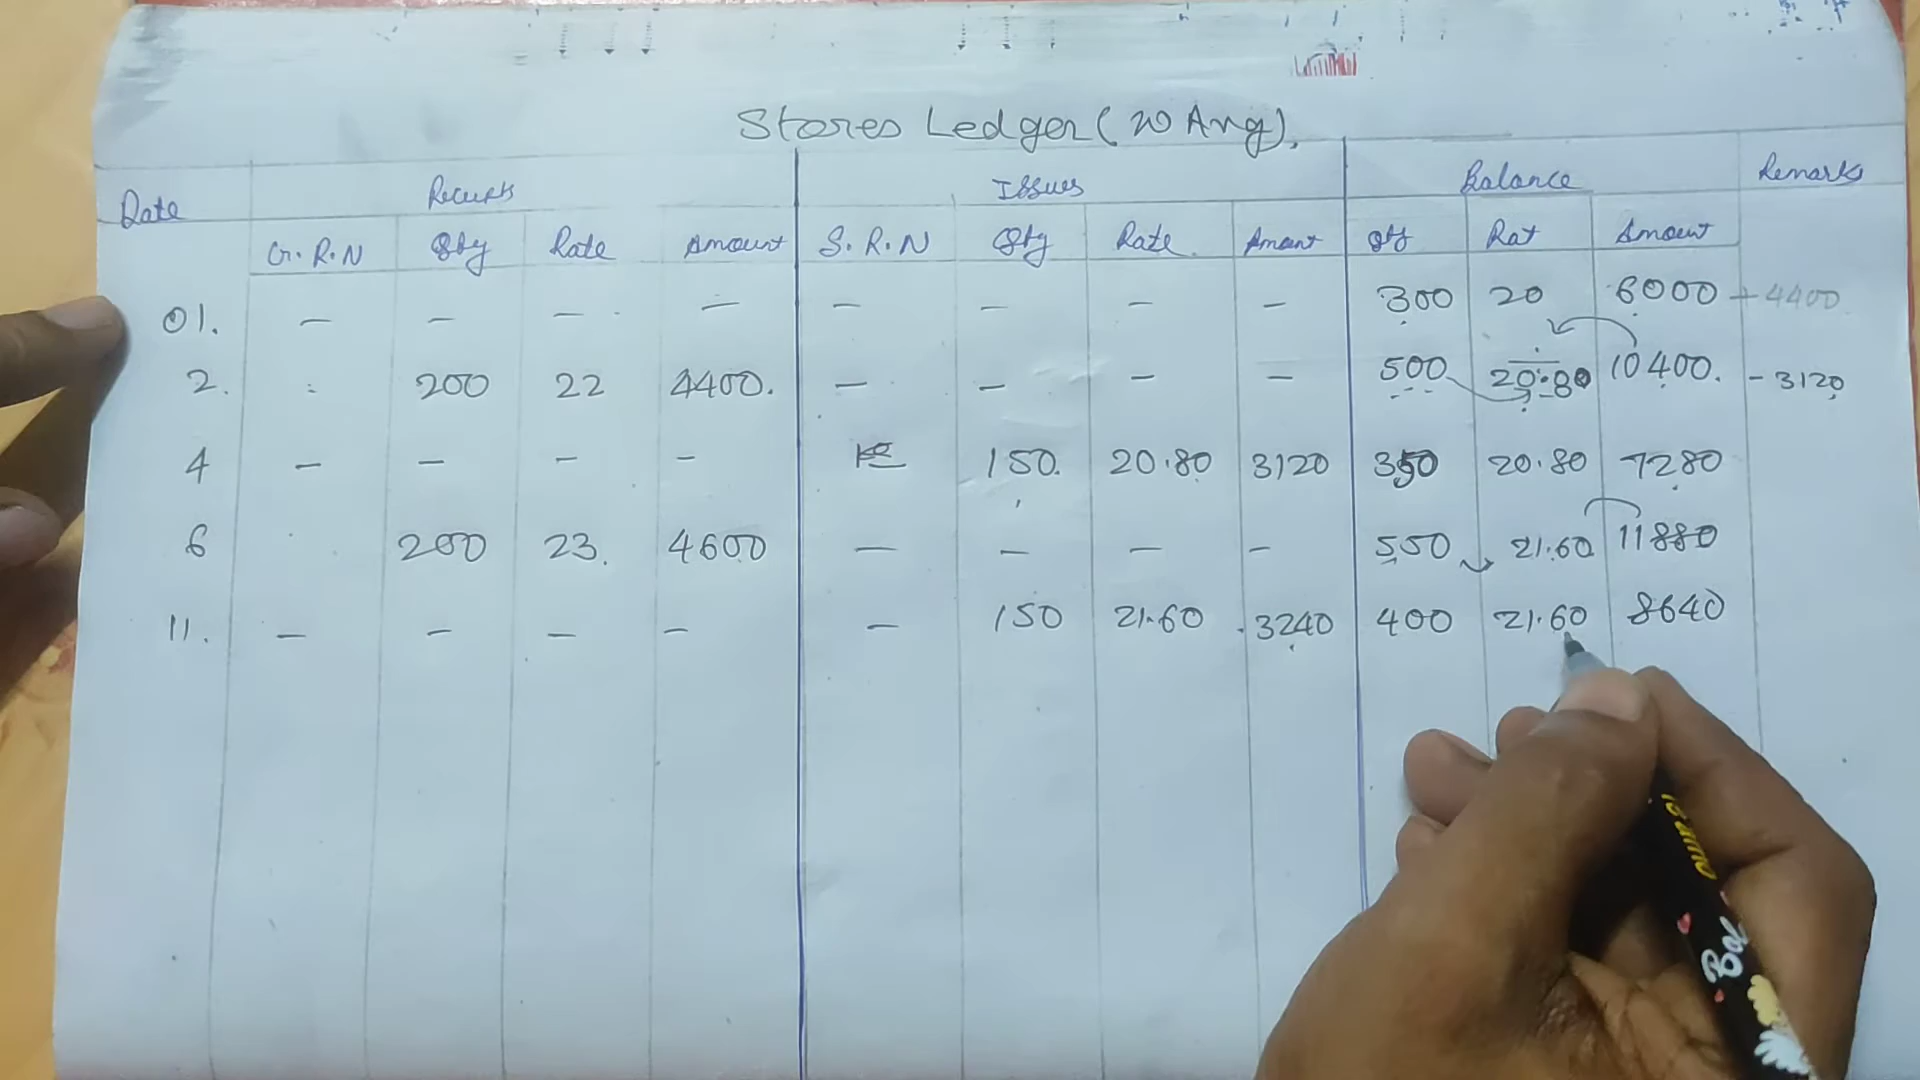 Stores Ledger (W Avg).
Date Receipts Issues Balance Remarks
G.R.N Qty Rate Amount S.R.N Qty Rate. Amount Qty Rat Amount
01. — — — — — — — — 300 20 6000 + 4400
2. 200 22 4400. — — — — 500 20.80 10400. - 3120
4 — — — — 150. 20.80 3120 350 20.80 7280
6 200 23. 4600 — — — - 550 21.60 11880
11. — — — — — 150 21.60 3240 400 21.60 8640